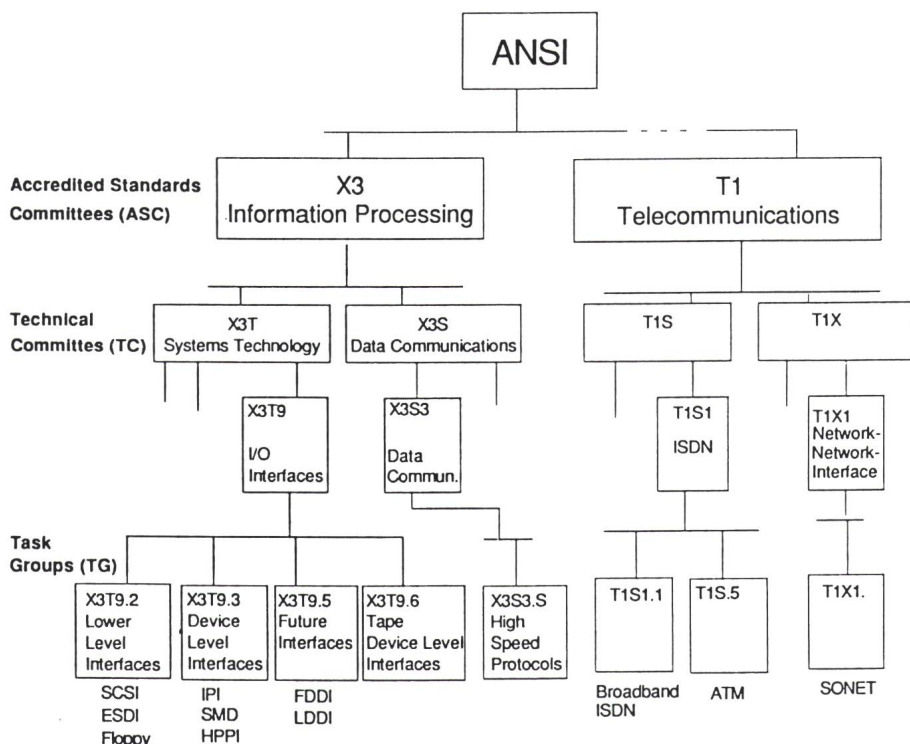 ANSI
Accredited Standards
Committees (ASC)
X3
Information Processing
T1
Telecommunications
Technical
Committes (TC)
X3T
Systems Technology
X3S
Data Communications
T1S
T1X
X3T9
I/O
Interfaces
X3S3
Data
Commun.
T1S1
ISDN
T1X1
Network-
Network-
Interface
Task
Groups (TG)
X3T9.2
Lower
Level
Interfaces
X3T9.3
Device
Level
Interfaces
X3T9.5
Future
Interfaces
X3T9.6
Tape
Device Level
Interfaces
X3S3.S
High
Speed
Protocols
T1S1.1
T1S.5
T1X1.
SCSI
ESDI
Floppy
IPI
SMD
HPPI
FDDI
LDDI
Broadband
ISDN
ATM
SONET